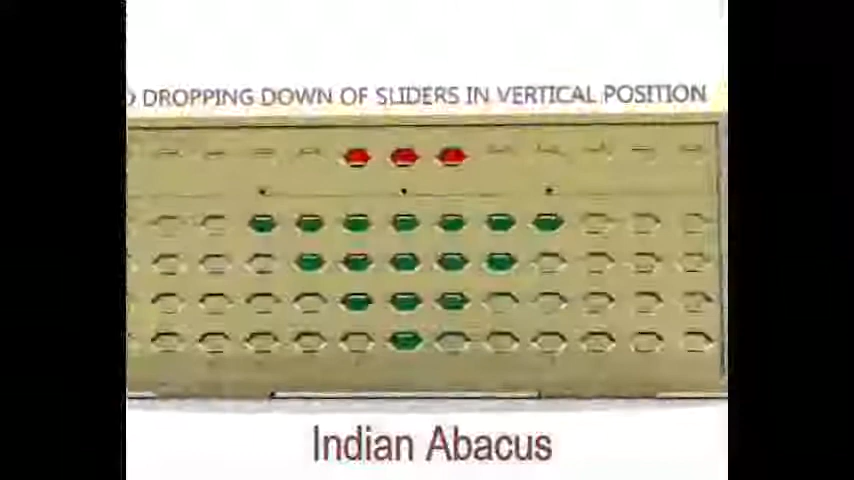 DROPPING DOWN OF SLIDERS IN VERTICAL POSITION
Indian Abacus